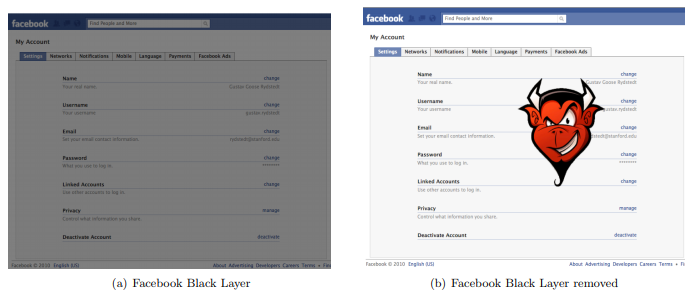 facebook Find People and More
My Account
Settings Networks Notifications Mobile Language Payments Facebook Ads
Name change
Your real name. Gustav Goose Rydstedt
Username change
Your username gustav.rydstedt
Email change
Set your email contact information. rydstedt@stanford.edu
Password change
What you use to log in. ********
Linked Accounts change
Use other accounts to log in.
Privacy manage
Control what information you share.
Deactivate Account deactivate
Facebook © 2010 English (US) About Advertising Developers Careers Terms •
(a) Facebook Black Layer
facebook Find People and More
My Account
Settings Networks Notifications Mobile Language Payments Facebook Ads
Name change
Your real name. Gustav Goose Rydstedt
Username change
Your username gustav.rydstedt
Email change
Set your email contact information. dstedt@stanford.edu
Password change
What you use to log in. ********
Linked Accounts change
Use other accounts to log in.
Privacy manage
Control what information you share.
Deactivate Account deactivate
Facebook © 2010 English (US) About Advertising Developers Careers Terms •
(b) Facebook Black Layer removed